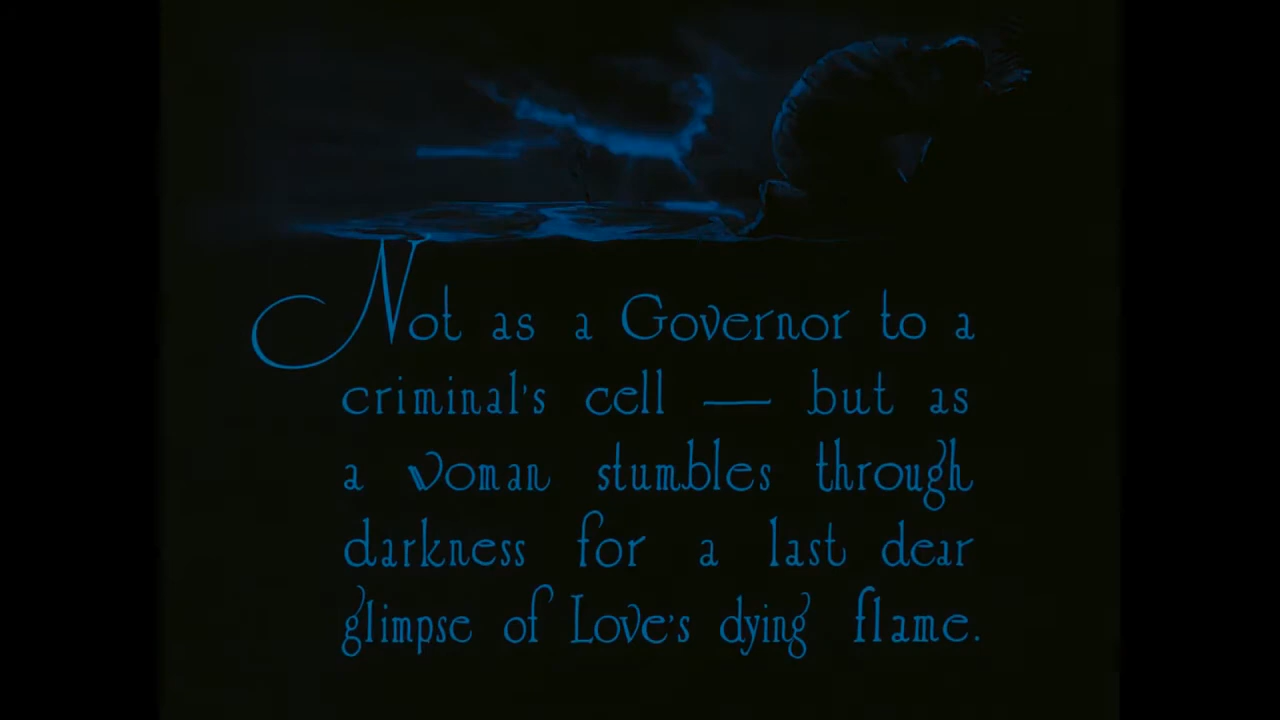 Not as a Governor to a
criminal's cell — but as
a woman stumbles through
darkness for a last dear
glimpse of Love's dying flame.